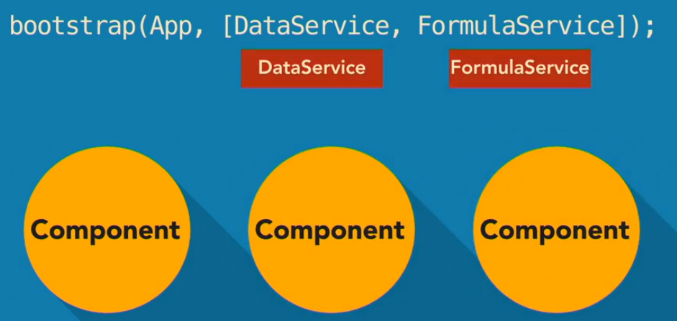 bootstrap(App, [DataService, FormulaService]);
DataService FormulaService
Component Component Component